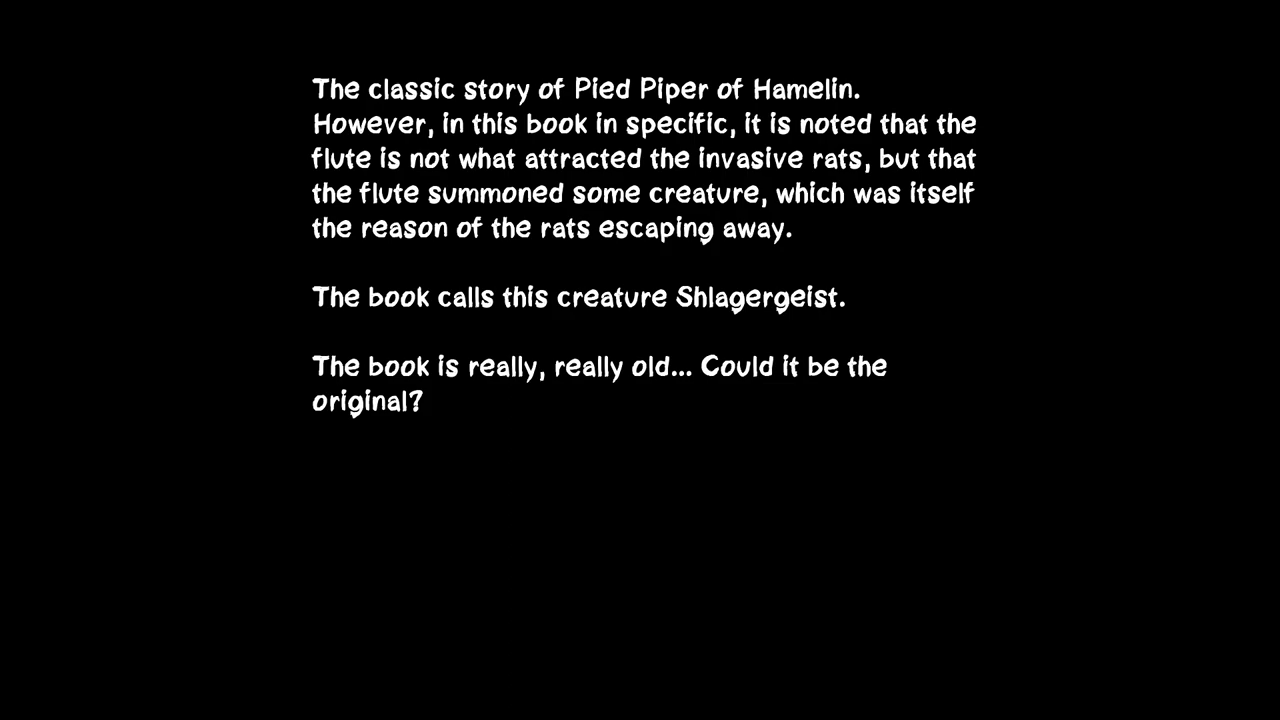 The classic story of Pied Piper of Hamelin.
However, in this book in specific, it is noted that the
flute is not what attracted the invasive rats, but that
the flute summoned some creature, which was itself
the reason of the rats escaping away.
The book calls this creature Shlagergeist.
The book is really, really old... Could it be the
original?